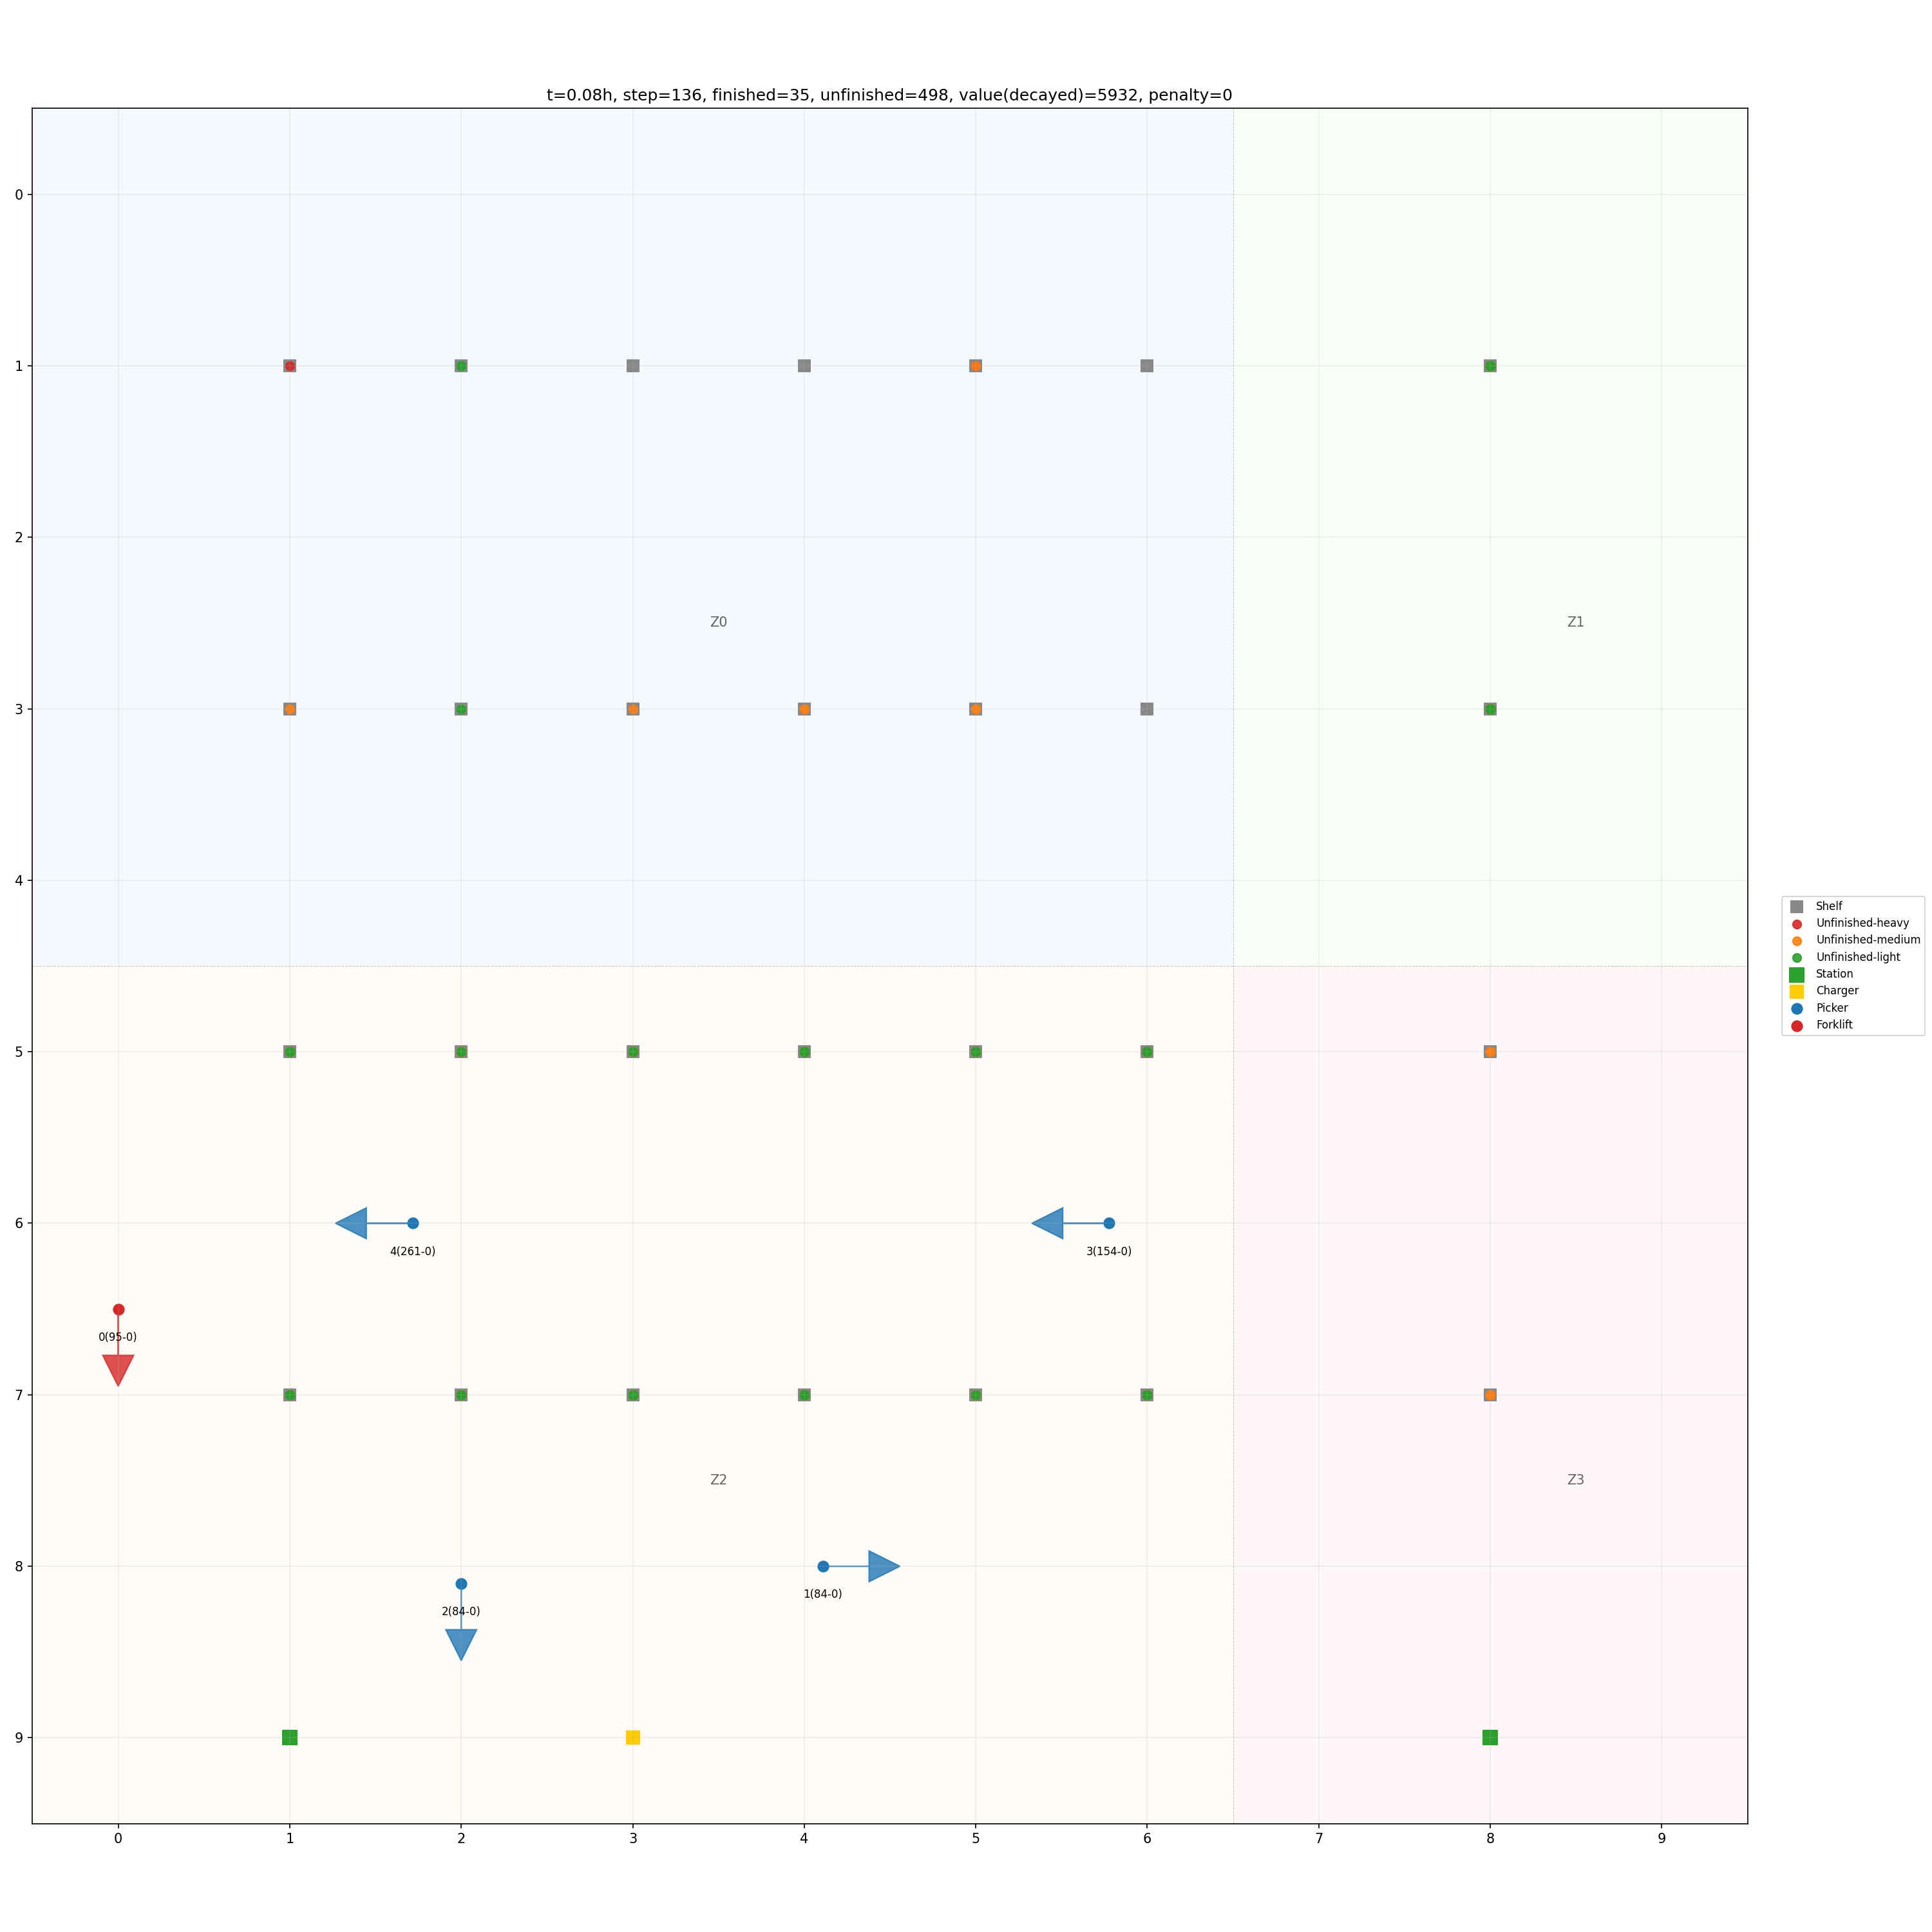 t=0.08h, step=136, finished=35, unfinished=498, value(decayed)=5932, penalty=0
0
1
2
Z0
Z1
3
4
Shelf
Unfinished-heavy
Unfinished-medium
Unfinished-light
Station
Charger
Picker
Forklift
5
6
4(261-0)
3(154-0)
0(95-0)
7
Z2
Z3
8
1(84-0)
2(84-0)
9
0 1 2 3 4 5 6 7 8 9